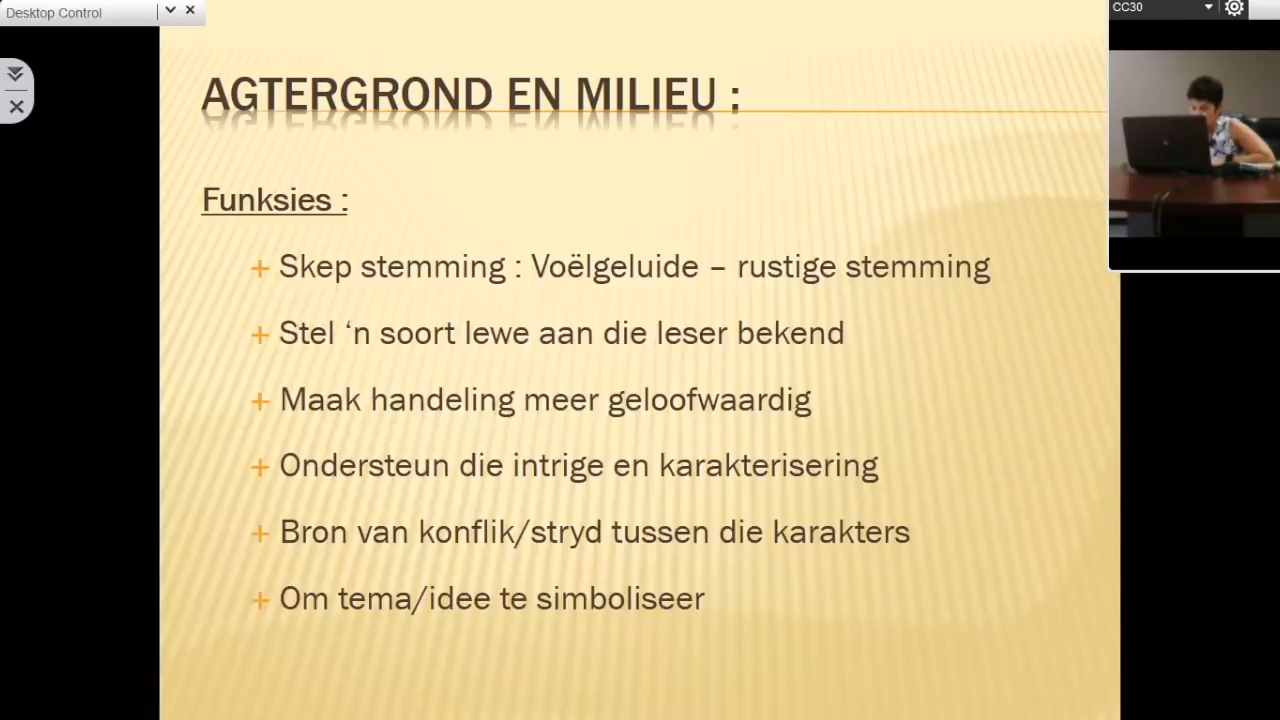 Desktop Control
CC30
AGTERGROND EN MILIEU :
Funksies :
+ Skep stemming : Voëlgeluide – rustige stemming
+ Stel ‘n soort lewe aan die leser bekend
+ Maak handeling meer geloofwaardig
+ Ondersteun die intrige en karakterisering
+ Bron van konflik/stryd tussen die karakters
+ Om tema/idee te simboliseer